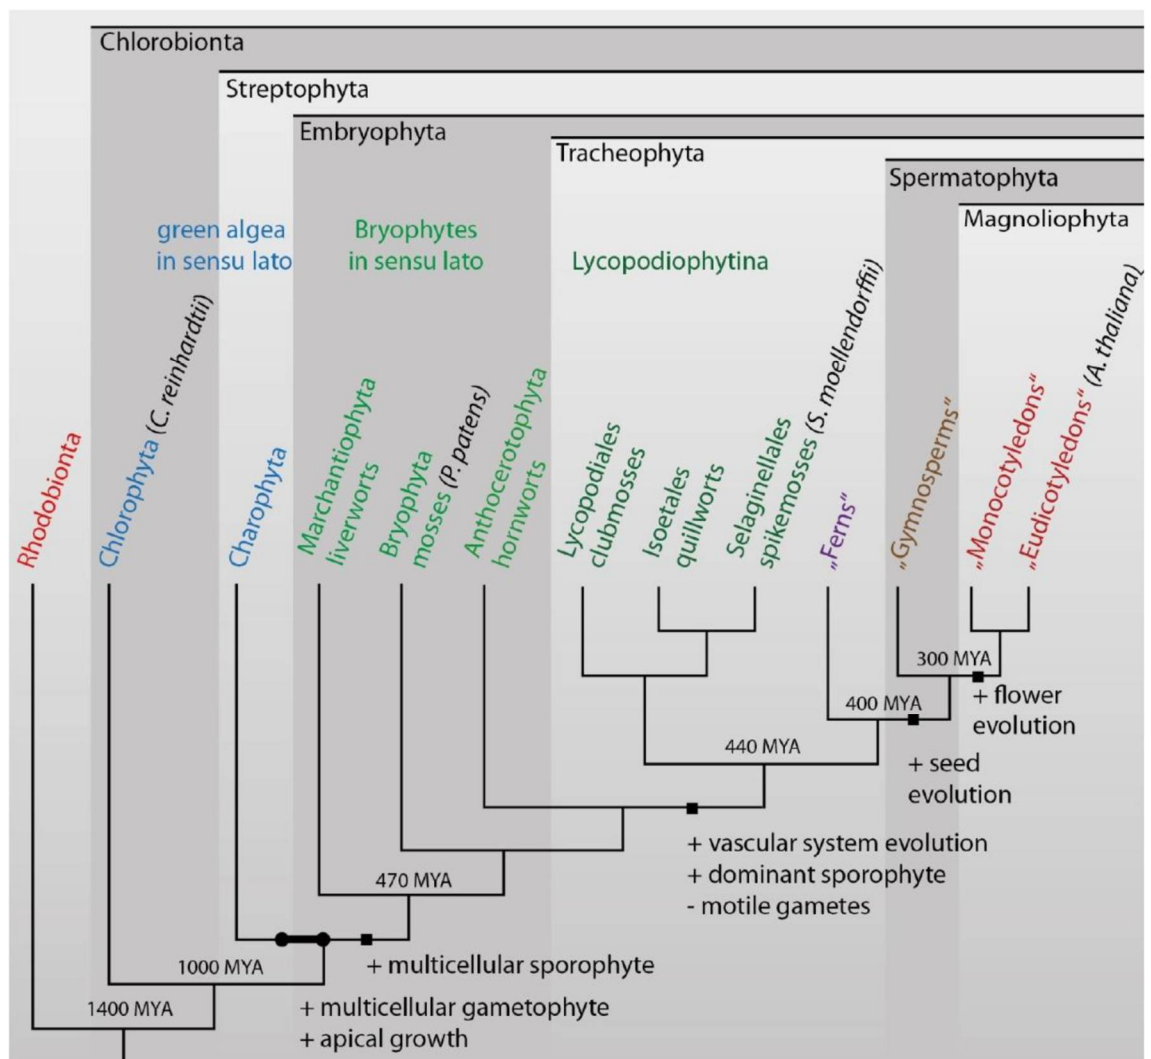 Chlorobionta
Streptophyta
Embryophyta
Tracheophyta
Spermatophyta
Magnoliophyta
green algea
in sensu lato
Bryophytes
in sensu lato
Lycopodiophytina
Rhodobionta
Chlorophyta (C. reinhardtii)
Charophyta
Marchantiophyta
liverworts
Bryophyta
mosses (P. patens)
Anthocerotophyta
hornworts
Lycopodiales
clubmosses
Isoetales
quillworts
Selaginellales
spikemosses (S. moellendorffii)
„Ferns“
„Gymnosperms“
„Monocotyledons“
„Eudicotyledons“ (A. thaliana)
300 MYA
+ flower
evolution
400 MYA
+ seed
evolution
440 MYA
+ vascular system evolution
+ dominant sporophyte
- motile gametes
470 MYA
+ multicellular sporophyte
1000 MYA
+ multicellular gametophyte
+ apical growth
1400 MYA